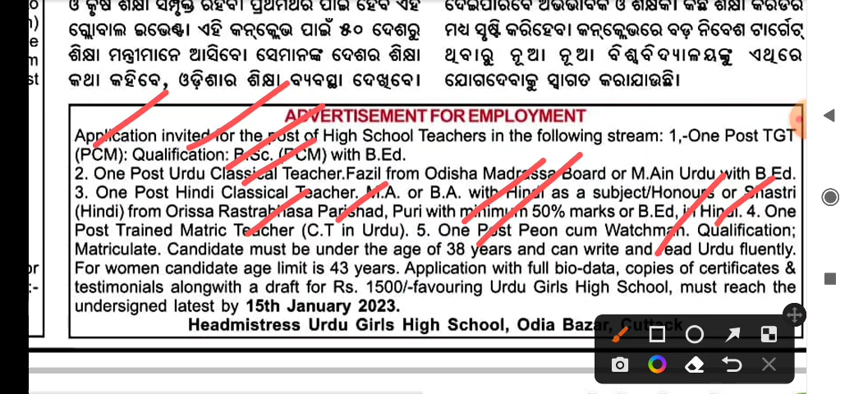 ଓ କୃଷି ଶିକ୍ଷା ସମ୍ପୃକ୍ତ ରହିବ। ପ୍ରଥମଥର ପାଇଁ ହେବ ଏହି
ଗ୍ଲୋବାଲ ଇଭେଣ୍ଟ। ଏହି କନ୍‌କ୍ଲେଭ ପାଇଁ ୫୦ ଦେଶରୁ
ଶିକ୍ଷା ମନ୍ତ୍ରୀମାନେ ଆସିବେ। ସେମାନଙ୍କ ଦେଶର ଶିକ୍ଷା
କଥା କହିବେ, ଓଡ଼ିଶାର ଶିକ୍ଷା ବ୍ୟବସ୍ଥା ଦେଖିବେ।
ମଧ୍ୟ ସୃଷ୍ଟି କରିହେବ। କନ୍‌କ୍ଲେଭରେ ବଡ଼ ନିବେଶ ଟାର୍ଗେଟ୍
ଥିବାରୁ ନୂଆ ନୂଆ ବିଶ୍ୱବିଦ୍ୟାଳୟଙ୍କୁ ଏଥିରେ
ଯୋଗଦେବାକୁ ସ୍ୱାଗତ କରାଯାଉଛି।
ADVERTISEMENT FOR EMPLOYMENT
Application invited for the post of High School Teachers in the following stream: 1,-One Post TGT
(PCM): Qualification: B.Sc. (PCM) with B.Ed.
2. One Post Urdu Classical Teacher.Fazil from Odisha Madrassa Board or M.Ain Urdu with B.Ed.
3. One Post Hindi Classical Teacher. M.A. or B.A. with Hindi as a subject/Honours or Shastri
(Hindi) from Orissa Rastrabhasa Parishad, Puri with minimum 50% marks or B.Ed, in Hindi. 4. One
Post Trained Matric Teacher (C.T in Urdu). 5. One Post Peon cum Watchman. Qualification;
Matriculate. Candidate must be under the age of 38 years and can write and read Urdu fluently.
For women candidate age limit is 43 years. Application with full bio-data, copies of certificates &
testimonials alongwith a draft for Rs. 1500/-favouring Urdu Girls High School, must reach the
undersigned latest by 15th January 2023.
Headmistress Urdu Girls High School, Odia Bazar, Cuttack